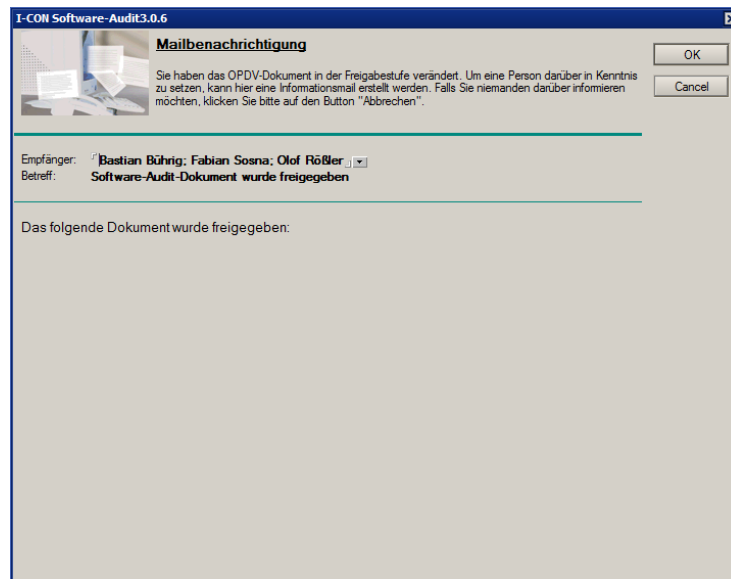 I-CON Software-Audit3.0.6
Mailbenachrichtigung
OK
Sie haben das OPDV-Dokument in der Freigabestufe verändert. Um eine Person darüber in Kenntnis
zu setzen, kann hier eine Informationsmail erstellt werden. Falls Sie niemanden darüber informieren
möchten, klicken Sie bitte auf den Button "Abbrechen".
Cancel
Empfänger: Bastian Bührig; Fabian Sosna; Olof Rößler
Betreff: Software-Audit-Dokument wurde freigegeben
Das folgende Dokument wurde freigegeben: